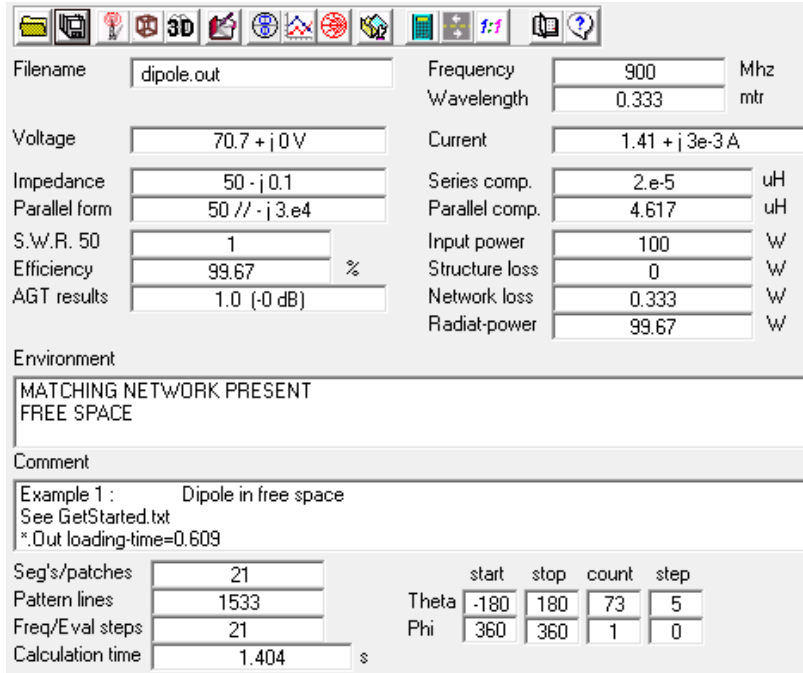 3D 1:1
Filename dipole.out Frequency 900 Mhz
Wavelength 0.333 mtr
Voltage 70.7 + j 0 V Current 1.41 + j 3e-3 A
Impedance 50 - j 0.1 Series comp. 2.e-5 uH
Parallel form 50 // - j 3.e4 Parallel comp. 4.617 uH
S.W.R. 50 1 Input power 100 W
Efficiency 99.67 % Structure loss 0 W
AGT results 1.0 (-0 dB) Network loss 0.333 W
Radiat-power 99.67 W
Environment
MATCHING NETWORK PRESENT
FREE SPACE
Comment
Example 1 : Dipole in free space
See GetStarted.txt
*.Out loading-time=0.609
Seg's/patches 21 start stop count step
Pattern lines 1533 Theta -180 180 73 5
Freq/Eval steps 21 Phi 360 360 1 0
Calculation time 1.404 s